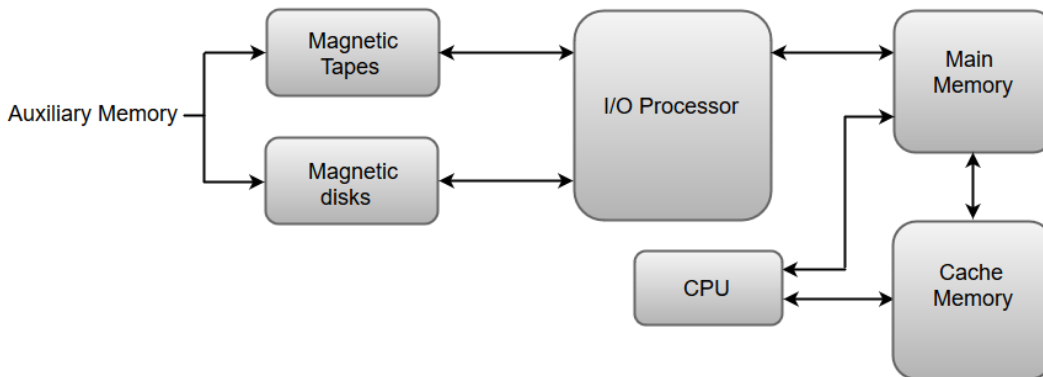 Auxiliary Memory
Magnetic
Tapes
Magnetic
disks
I/O Processor
Main
Memory
CPU
Cache
Memory